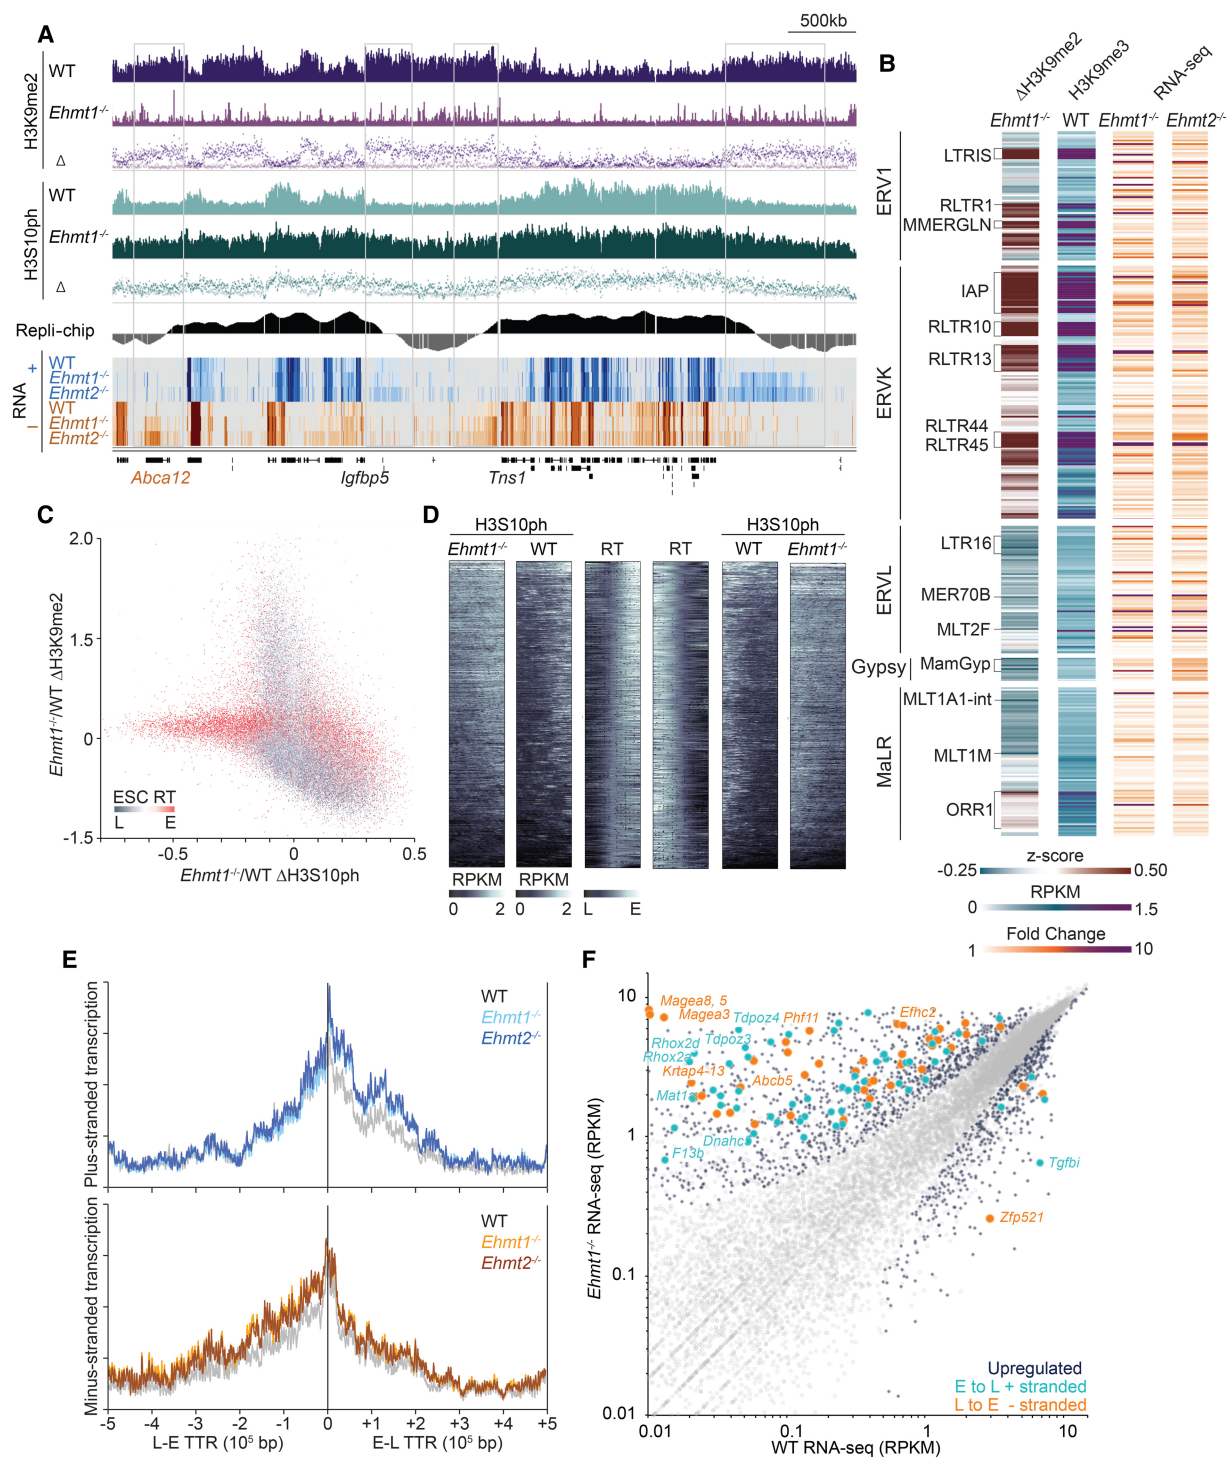 A
500kb
H3K9me2
WT
Ehmt1-/-
Δ
H3S10ph
WT
Ehmt1-/-
Δ
Repli-chip
RNA
+
WT
Ehmt1-/-
Ehmt2-/-
−
WT
Ehmt1-/-
Ehmt2-/-
Abca12
Igfbp5
Tns1
B
ΔH3K9me2
H3K9me3
RNA-seq
Ehmt1-/-
WT
Ehmt1-/-
Ehmt2-/-
ERV1
LTRIS
RLTR1
MMERGLN
ERVK
IAP
RLTR10
RLTR13
RLTR44
RLTR45
ERVL
LTR16
MER70B
MLT2F
Gypsy
MamGyp
MaLR
MLT1A1-int
MLT1M
ORR1
z-score
-0.25
0.50
RPKM
0
1.5
Fold Change
1
10
C
2.0
1.5
0
-1.5
Ehmt1-/-/WT ΔH3K9me2
ESC RT
L
E
-0.5
0
0.5
Ehmt1-/-/WT ΔH3S10ph
D
H3S10ph
H3S10ph
Ehmt1-/-
WT
RT
RT
WT
Ehmt1-/-
RPKM
RPKM
0
2
0
2
L
E
E
Plus-stranded transcription
WT
Ehmt1-/-
Ehmt2-/-
Minus-stranded transcription
WT
Ehmt1-/-
Ehmt2-/-
-5
-4
-3
-2
-1
0
+1
+2
+3
+4
+5
L-E TTR (10⁵ bp)
E-L TTR (10⁵ bp)
F
Ehmt1-/- RNA-seq (RPKM)
10
1
0.1
0.01
Magea8, 5
Magea3
Tdpoz4
Phf11
Efhc2
Rhox2d
Tdpoz3
Rhox2a
Krtap4-13
Abcb5
Mat1a
Dnahc
F13b
Tgfbi
Zfp521
Upregulated
E to L + stranded
L to E - stranded
0.01
0.1
1
10
WT RNA-seq (RPKM)